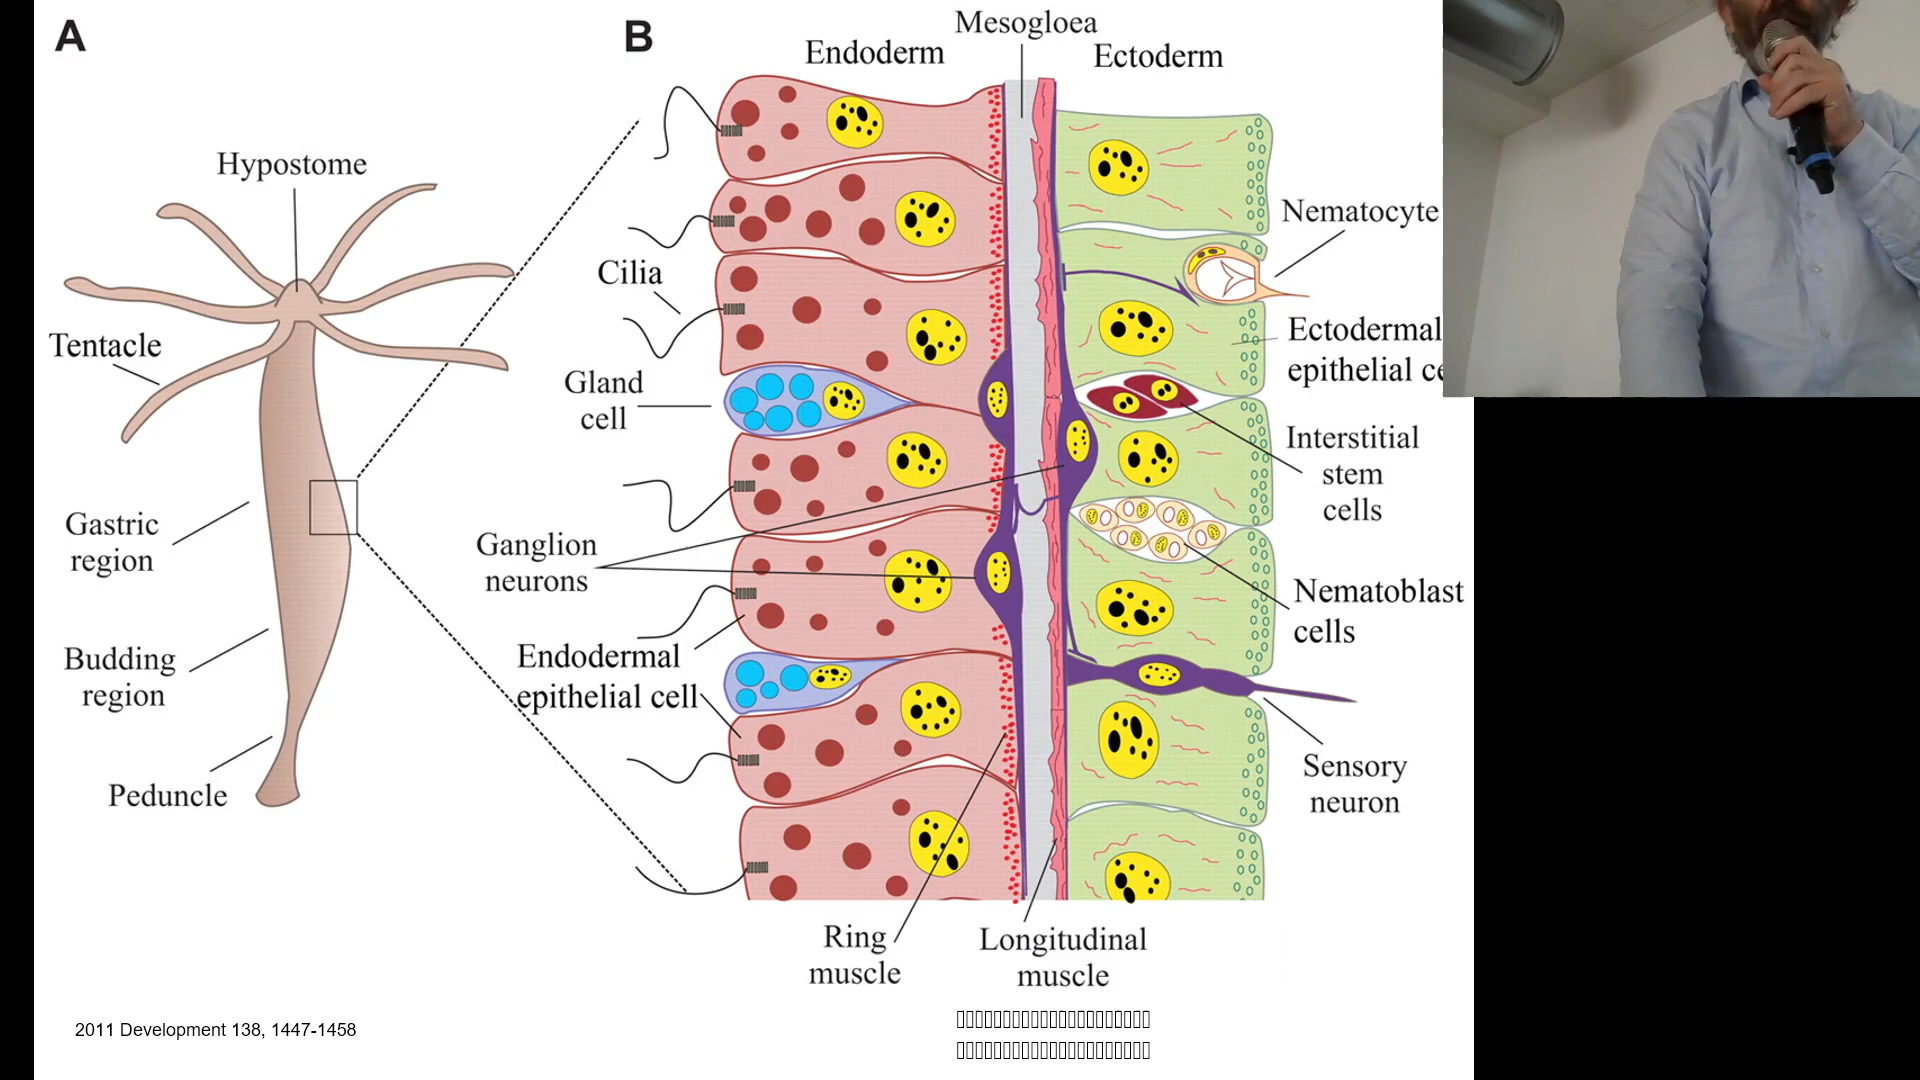 A
B
Mesogloea
Endoderm
Ectoderm
Hypostome
Nematocyte
Cilia
Tentacle
Ectodermal
epithelial ce
Gland
cell
Interstitial
stem
cells
Gastric
region
Ganglion
neurons
Nematoblast
cells
Endodermal
epithelial cell
Budding
region
Sensory
neuron
Peduncle
Ring
muscle
Longitudinal
muscle
2011 Development 138, 1447-1458